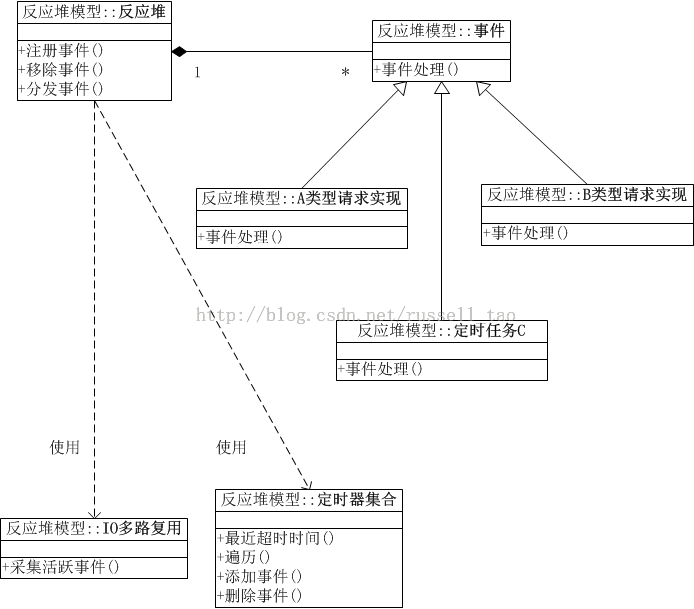 反应堆模型::反应堆
+注册事件()
+移除事件()
+分发事件()
1
*
反应堆模型::事件
+事件处理()
反应堆模型::A类型请求实现
+事件处理()
反应堆模型::B类型请求实现
+事件处理()
http://blog.csdn.net/russell_tao
反应堆模型::定时任务C
+事件处理()
使用
使用
反应堆模型::IO多路复用
+采集活跃事件()
反应堆模型::定时器集合
+最近超时时间()
+遍历()
+添加事件()
+删除事件()